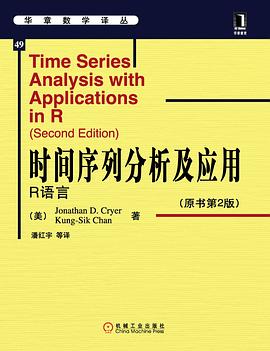 华章数学译丛
49
Time Series
Analysis with
Applications
in R
(Second Edition)
时间序列分析及应用
R语言
(原书第2版)
(美) Jonathan D. Cryer
Kung-Sik Chan 著
潘红宇 等译
机械工业出版社
China Machine Press